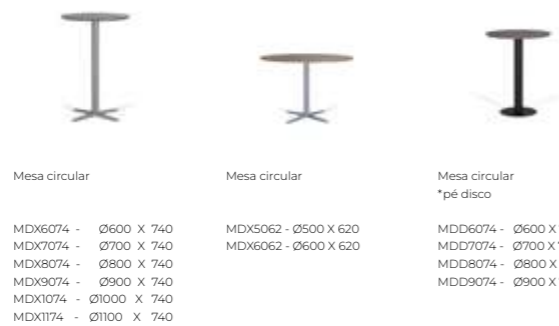 Mesa circular
MDX6074 - Ø600 X 740
MDX7074 - Ø700 X 740
MDX8074 - Ø800 X 740
MDX9074 - Ø900 X 740
MDX1074 - Ø1000 X 740
MDX1174 - Ø1100 X 740
Mesa circular
MDX5062 - Ø500 X 620
MDX6062 - Ø600 X 620
Mesa circular
*pé disco
MDD6074 - Ø600 X
MDD7074 - Ø700 X
MDD8074 - Ø800 X
MDD9074 - Ø900 X